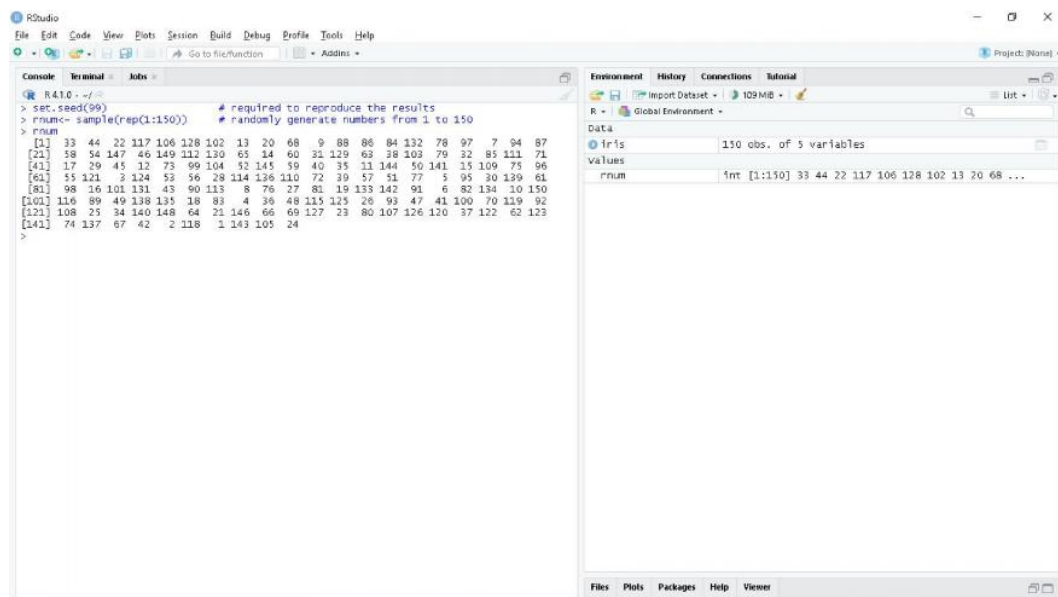 RStudio
File Edit Code View Plots Session Build Debug Profile Tools Help
Go to file/function Addins Project: (None)
Console Terminal Jobs
R 4.1.0 · ~/
> set.seed(99) # required to reproduce the results
> rnum<- sample(rep(1:150)) # randomly generate numbers from 1 to 150
> rnum
[1] 33 44 22 117 106 128 102 13 20 68 9 88 86 84 132 78 97 7 94 87
[21] 58 54 147 46 149 112 130 65 14 60 31 129 63 38 103 79 32 85 111 71
[41] 17 29 45 12 73 99 104 52 145 59 40 35 11 144 50 141 15 109 75 96
[61] 55 121 3 124 53 56 28 114 136 110 72 39 57 51 77 5 95 30 139 61
[81] 98 16 101 131 43 90 113 8 76 27 81 19 133 142 91 6 82 134 10 150
[101] 116 89 49 138 135 18 83 4 36 48 115 125 26 93 47 41 100 70 119 92
[121] 108 25 34 140 148 64 21 146 66 69 127 23 80 107 126 120 37 122 62 123
[141] 74 137 67 42 2 118 1 143 105 24
>
Environment History Connections Tutorial
Import Dataset 109 MiB List
R Global Environment
Data
iris 150 obs. of 5 variables
values
rnum int [1:150] 33 44 22 117 106 128 102 13 20 68 ...
Files Plots Packages Help Viewer